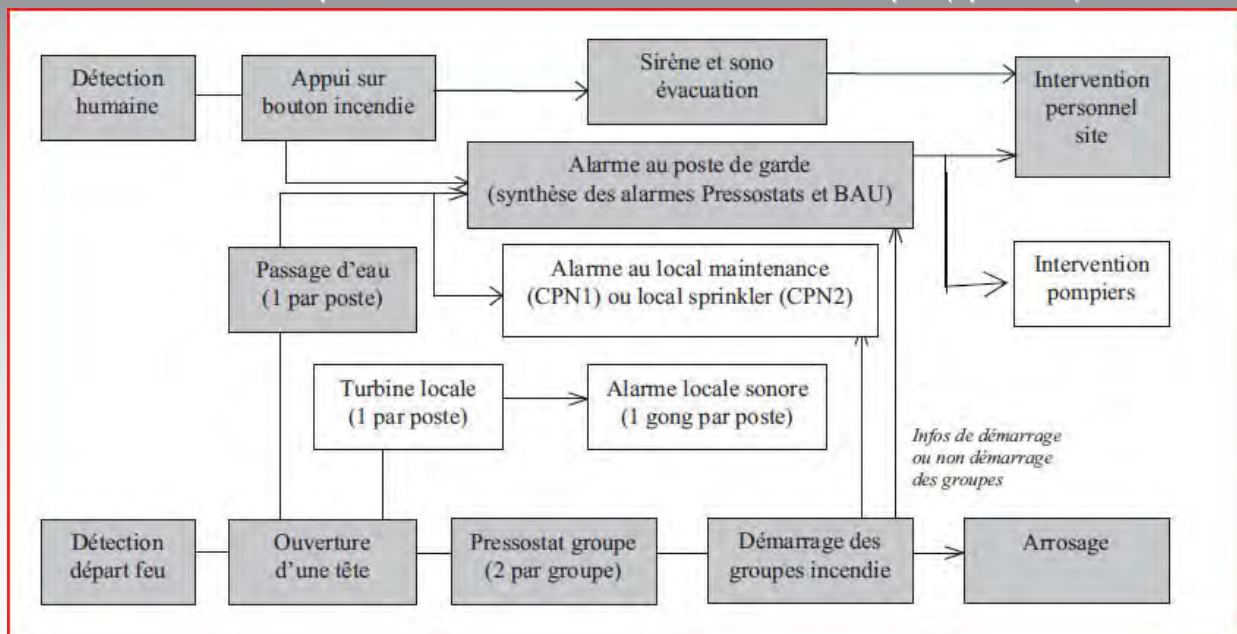 Détection
humaine
Appui sur
bouton incendie
Sirène et sono
évacuation
Intervention
personnel
site
Alarme au poste de garde
(synthèse des alarmes Pressostats et BAU)
Passage d'eau
(1 par poste)
Alarme au local maintenance
(CPN1) ou local sprinkler (CPN2)
Intervention
pompiers
Turbine locale
(1 par poste)
Alarme locale sonore
(1 gong par poste)
Infos de démarrage
ou non démarrage
des groupes
Détection
départ feu
Ouverture
d'une tête
Pressostat groupe
(2 par groupe)
Démarrage des
groupes incendie
Arrosage